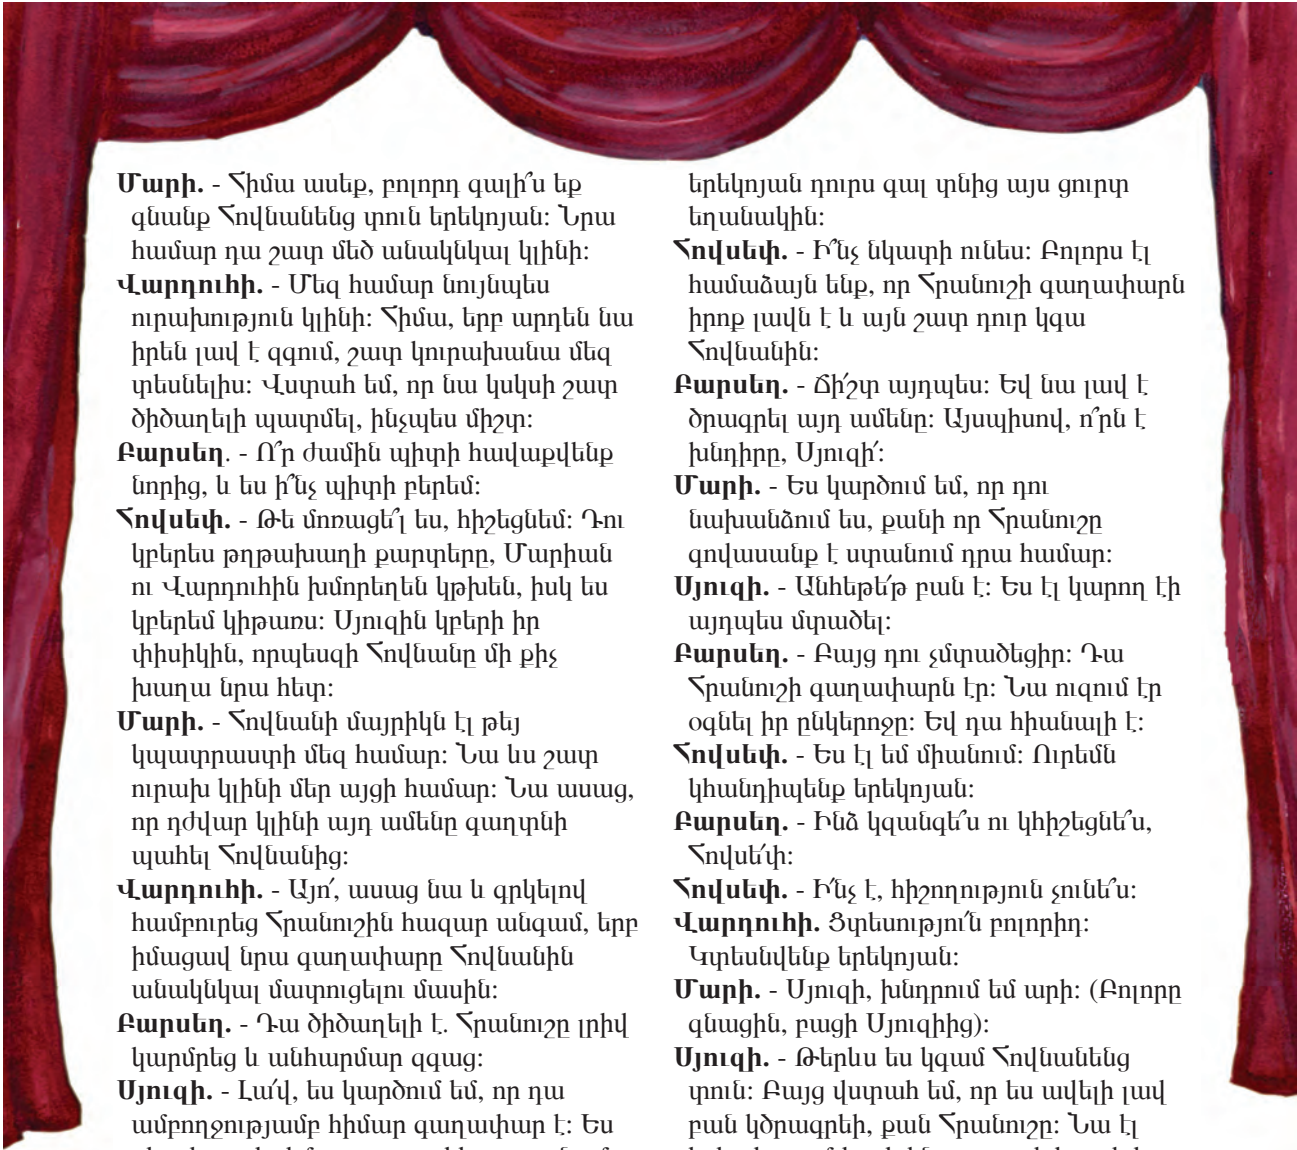 Մարի. - Հիմա ասեք, բոլորդ գալի՞ս եք
գնանք Հովնանենց տուն երեկոյան: Նրա
համար դա շատ մեծ անակնկալ կլինի:
Վարդուհի. - Մեզ համար նույնպես
ուրախություն կլինի: Հիմա, երբ արդեն նա
իրեն լավ է զգում, շատ կուրախանա մեզ
տեսնելիս: Վստահ եմ, որ նա կսկսի շատ
ծիծաղելի պատմել, ինչպես միշտ:
Բարսեղ. - Ո՞ր ժամին պիտի հավաքվենք
նորից, և ես ի՞նչ պիտի բերեմ:
Հովսեփ. - Թե մոռացե՞լ ես, հիշեցնեմ: Դու
կբերես թղթախաղի քարտերը, Մարիան
ու Վարդուհին խմորեղեն կթխեն, իսկ ես
կբերեմ կիթառս: Սյուզին կբերի իր
փիսիկին, որպեսզի Հովնանը մի քիչ
խաղա նրա հետ:
Մարի. - Հովնանի մայրիկն էլ թեյ
կպատրաստի մեզ համար: Նա ևս շատ
ուրախ կլինի մեր այցի համար: Նա ասաց,
որ դժվար կլինի այդ ամենը գաղտնի
պահել Հովնանից:
Վարդուհի. - Այո՛, ասաց նա և գրկելով
համբուրեց Հրանուշին հազար անգամ, երբ
իմացավ նրա գաղափարը Հովնանին
անակնկալ մատուցելու մասին:
Բարսեղ. - Դա ծիծաղելի է. Հրանուշը լրիվ
կարմրեց և անհարմար զգաց:
Սյուզի. - Լա՛վ, ես կարծում եմ, որ դա
ամբողջությամբ հիմար գաղափար է: Ես
երեկոյան դուրս գալ տնից այս ցուրտ
եղանակին:
Հովսեփ. - Ի՞նչ նկատի ունես: Բոլորս էլ
համաձայն ենք, որ Հրանուշի գաղափարն
իրոք լավն է և այն շատ դուր կգա
Հովնանին:
Բարսեղ. - Ճի՛շտ այդպես: Եվ նա լավ է
ծրագրել այդ ամենը: Այսպիսով, ո՞րն է
խնդիրը, Սյուզի՛:
Մարի. - Ես կարծում եմ, որ դու
նախանձում ես, քանի որ Հրանուշը
գովասանք է ստանում դրա համար:
Սյուզի. - Անհեթե՛թ բան է: Ես էլ կարող էի
այդպես մտածել:
Բարսեղ. - Բայց դու չմտածեցիր: Դա
Հրանուշի գաղափարն էր: Նա ուզում էր
օգնել իր ընկերոջը: Եվ դա հիանալի է:
Հովսեփ. - Ես էլ եմ միանում: Ուրեմն
կհանդիպենք երեկոյան:
Բարսեղ. - Ինձ կզանգե՞ս ու կհիշեցնե՞ս,
Հովսե՛փ:
Հովսեփ. - Ի՛նչ է, հիշողություն չունե՞ս:
Վարդուհի. Ցտեսություն՛ն բոլորիդ:
Կտեսնվենք երեկոյան:
Մարի. - Սյուզի, խնդրում եմ արի: (Բոլորը
գնացին, բացի Սյուզիից):
Սյուզի. - Թերևս ես կգամ Հովնանենց
տուն: Բայց վստահ եմ, որ ես ավելի լավ
բան կծրագրեի, քան Հրանուշը: Նա էլ